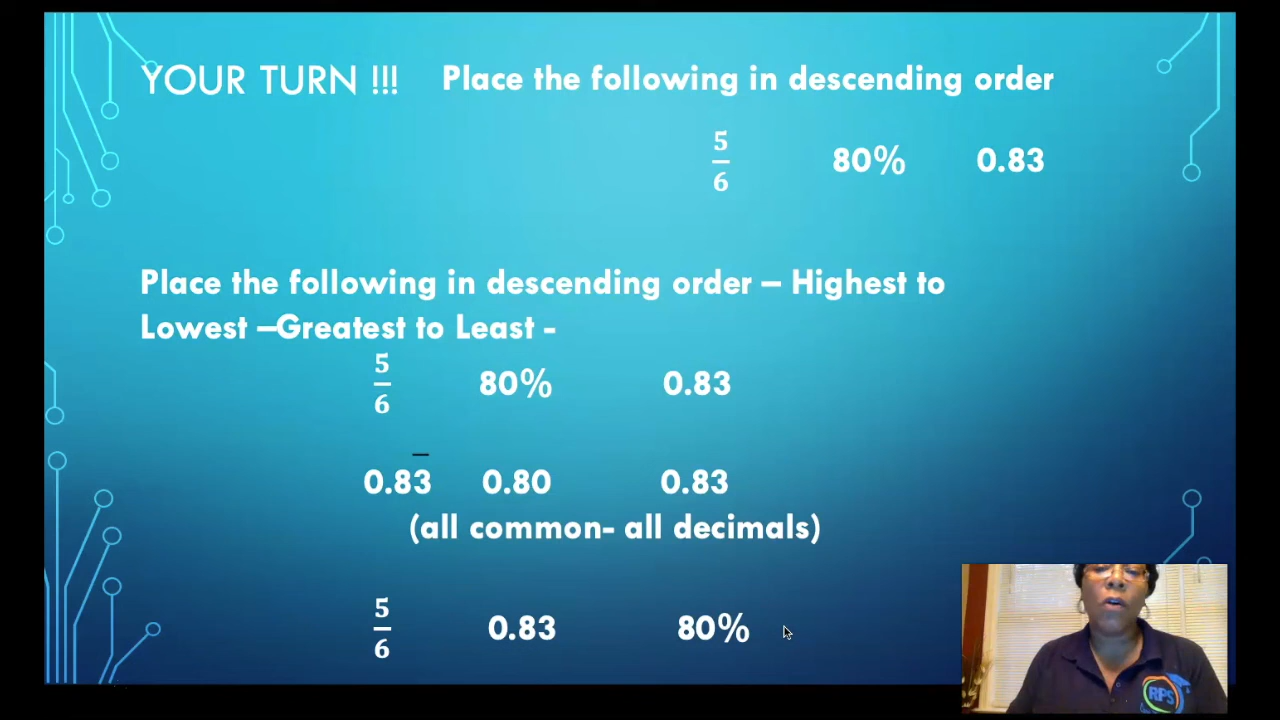 YOUR TURN !!! Place the following in descending order
5/6 80% 0.83
Place the following in descending order – Highest to
Lowest –Greatest to Least -
5/6 80% 0.83
0.83̅ 0.80 0.83
(all common- all decimals)
5/6 0.83 80%
RPS